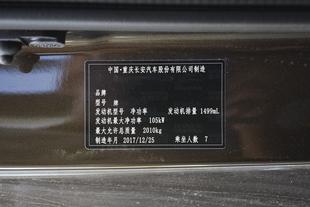 中国·重庆长安汽车股份有限公司制造
品牌
型号 牌
发动机型号 净功率 发动机排量 1499mL
发动机最大净功率 105kW
最大允许总质量 2010kg
制造年月 2017/12/25 乘坐人数 7